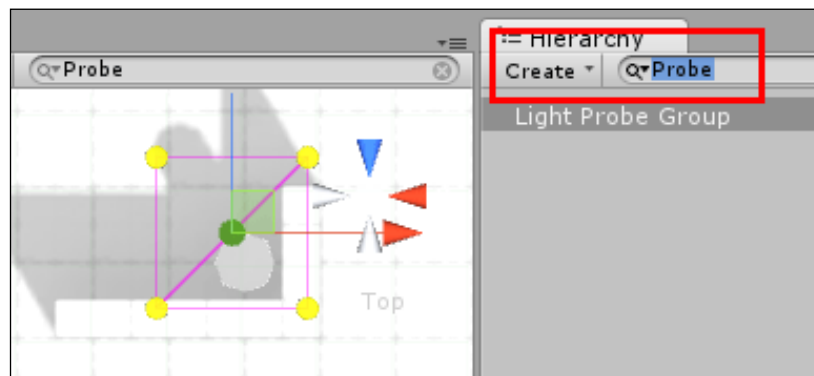 Probe
Top
Hierarchy
Create
Probe
Light Probe Group